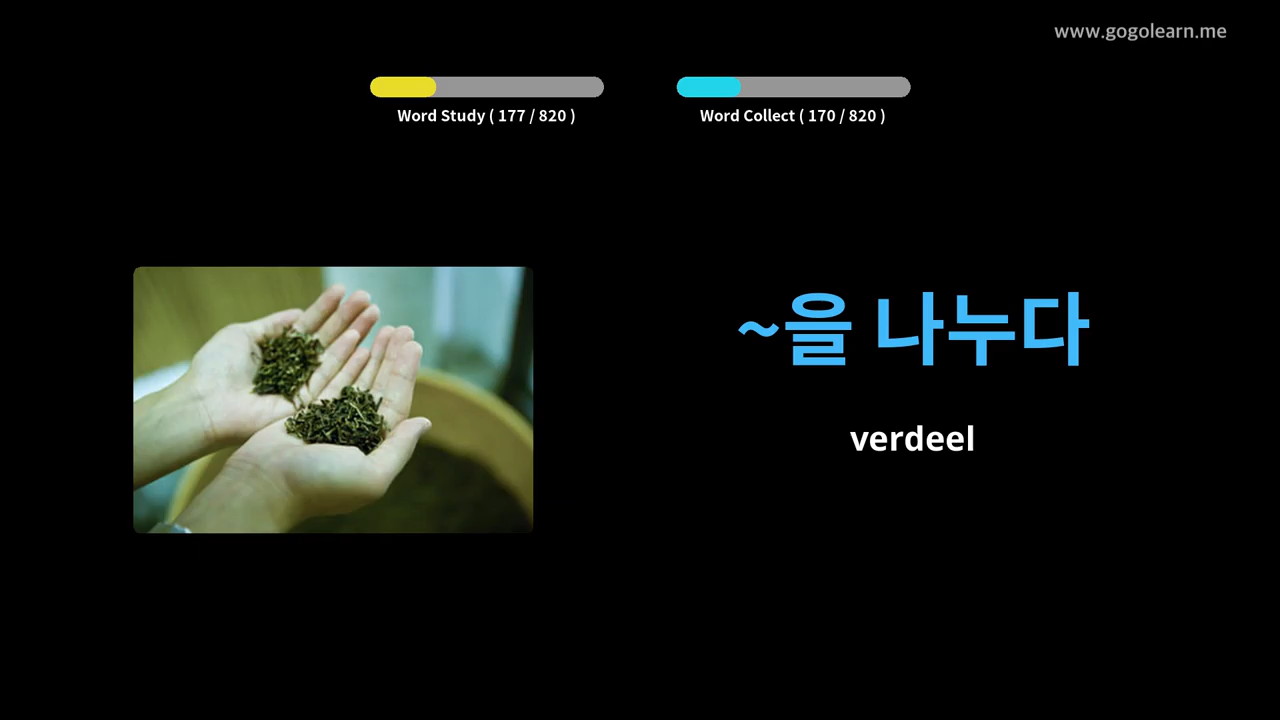 www.gogolearn.me
Word Study ( 177 / 820 )
Word Collect ( 170 / 820 )
~을 나누다
verdeel